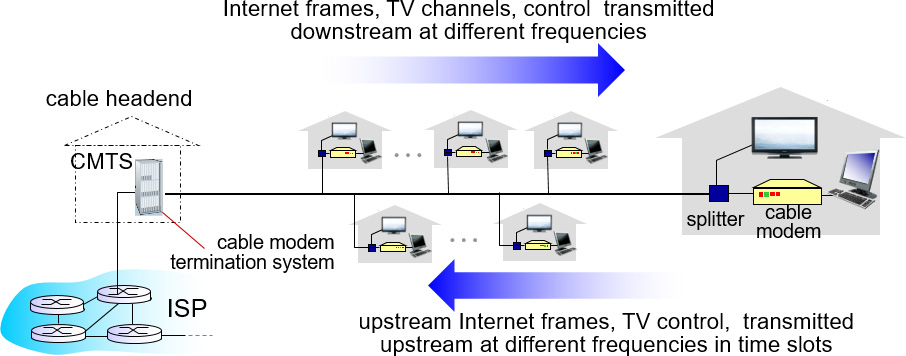 Internet frames, TV channels, control  transmitted
downstream at different frequencies
cable headend
CMTS
cable modem
termination system
splitter
cable
modem
ISP
upstream Internet frames, TV control,  transmitted
upstream at different frequencies in time slots